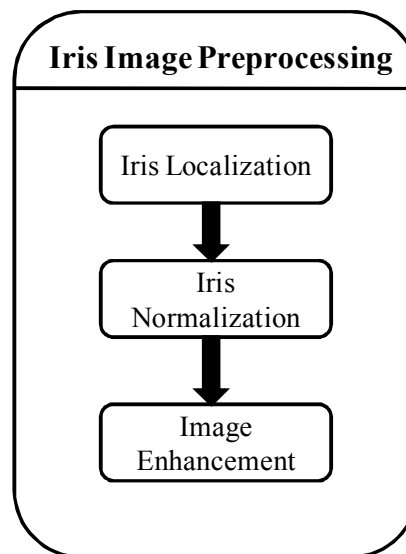 Iris Image Preprocessing
Iris Localization
Iris
Normalization
Image
Enhancement